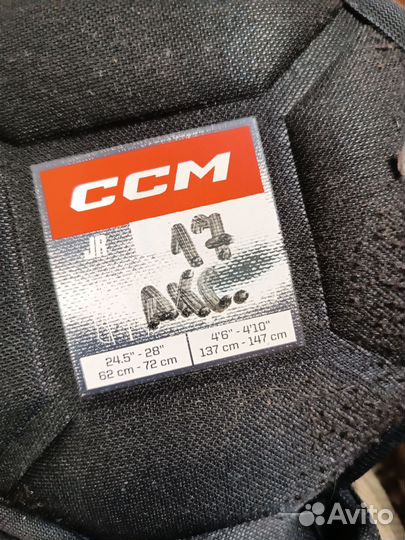 CCM
JR
17
АКС.
24.5" - 28"
62 cm - 72 cm
4'6" - 4'10"
137 cm - 147 cm
Avito